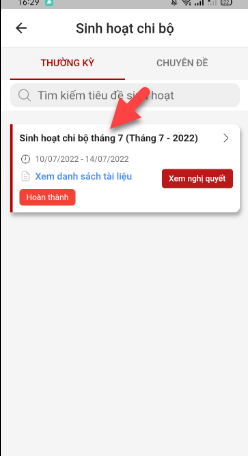 16:29
Sinh hoạt chi bộ
THƯỜNG KỲ CHUYÊN ĐỀ
Tìm kiếm tiêu đề sinh hoạt
Sinh hoạt chi bộ tháng 7 (Tháng 7 - 2022)
10/07/2022 - 14/07/2022
Xem danh sách tài liệu
Xem nghị quyết
Hoàn thành